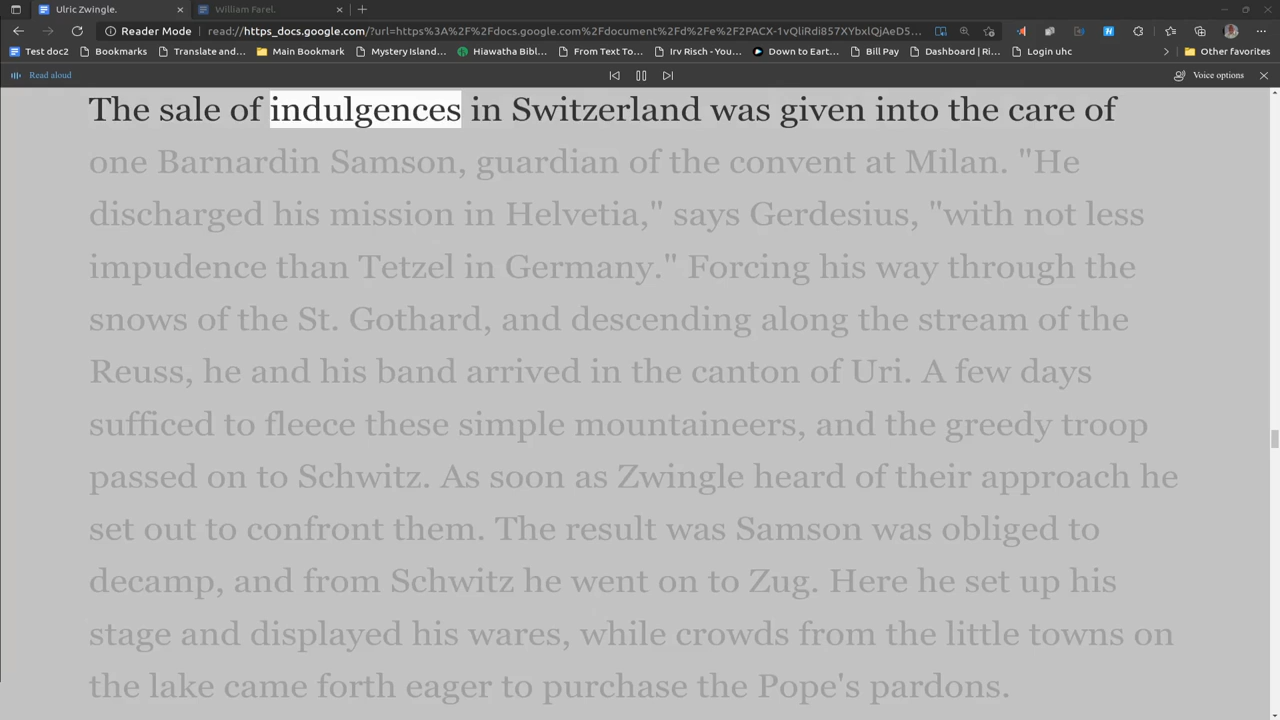 Ulric Zwingle.
William Farel.
Reader Mode
read://https_docs.google.com/?url=https%3A%2F%2Fdocs.google.com%2Fdocument%2Fd%2Fe%2F2PACX-1vQliRdi857XYbxlQjAeD5...
Test doc2
Bookmarks
Translate and...
Main Bookmark
Mystery Island...
Hiawatha Bibl...
From Text To...
Irv Risch - You...
Down to Eart...
Bill Pay
Dashboard | Ri...
Login uhc
Other favorites
Read aloud
Voice options
The sale of indulgences in Switzerland was given into the care of
one Barnardin Samson, guardian of the convent at Milan. "He
discharged his mission in Helvetia," says Gerdesius, "with not less
impudence than Tetzel in Germany." Forcing his way through the
snows of the St. Gothard, and descending along the stream of the
Reuss, he and his band arrived in the canton of Uri. A few days
sufficed to fleece these simple mountaineers, and the greedy troop
passed on to Schwitz. As soon as Zwingle heard of their approach he
set out to confront them. The result was Samson was obliged to
decamp, and from Schwitz he went on to Zug. Here he set up his
stage and displayed his wares, while crowds from the little towns on
the lake came forth eager to purchase the Pope's pardons.